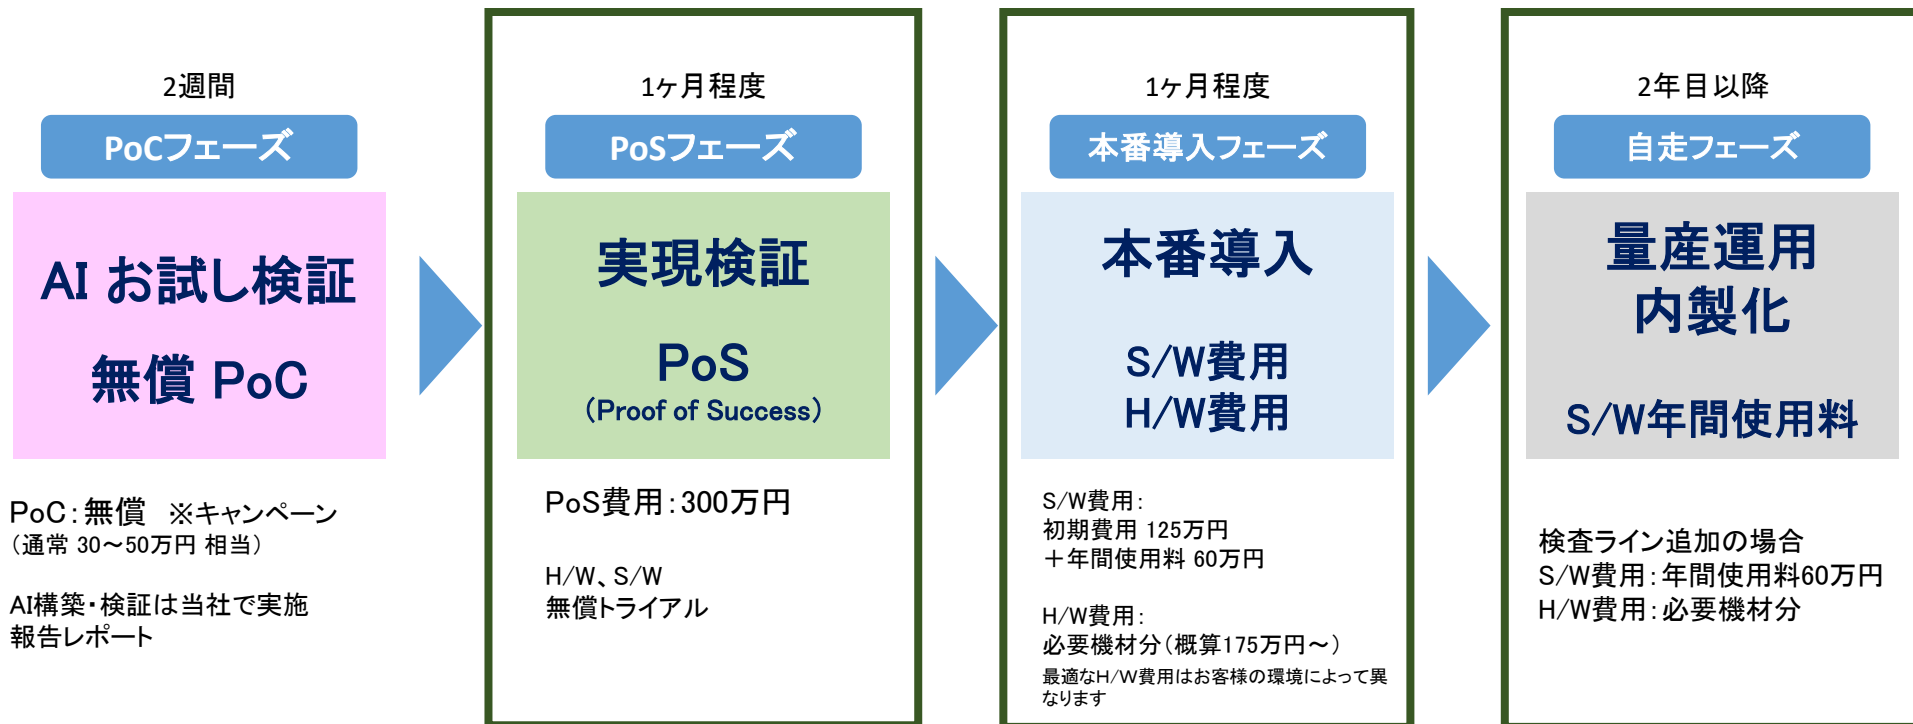 2週間
PoCフェーズ
AI お試し検証
無償 PoC
PoC：無償　※キャンペーン
（通常 30～50万円 相当）
AI構築・検証は当社で実施
報告レポート
1ヶ月程度
PoSフェーズ
実現検証
PoS
（Proof of Success）
PoS費用：300万円
H/W、S/W
無償トライアル
1ヶ月程度
本番導入フェーズ
本番導入
S/W費用
H/W費用
S/W費用：
初期費用 125万円
＋年間使用料 60万円
H/W費用：
必要機材分（概算175万円～）
最適なH/W費用はお客様の環境によって異
なります
2年目以降
自走フェーズ
量産運用
内製化
S/W年間使用料
検査ライン追加の場合
S/W費用：年間使用料60万円
H/W費用：必要機材分